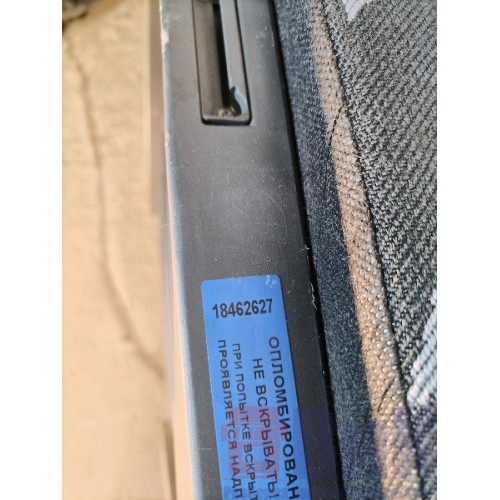 18462627
ОПЛОМБИРОВАН
НЕ ВСКРЫВАТЬ!
ПРИ ПОПЫТКЕ ВСКРЫТ
ПРОЯВЛЯЕТСЯ НАДП